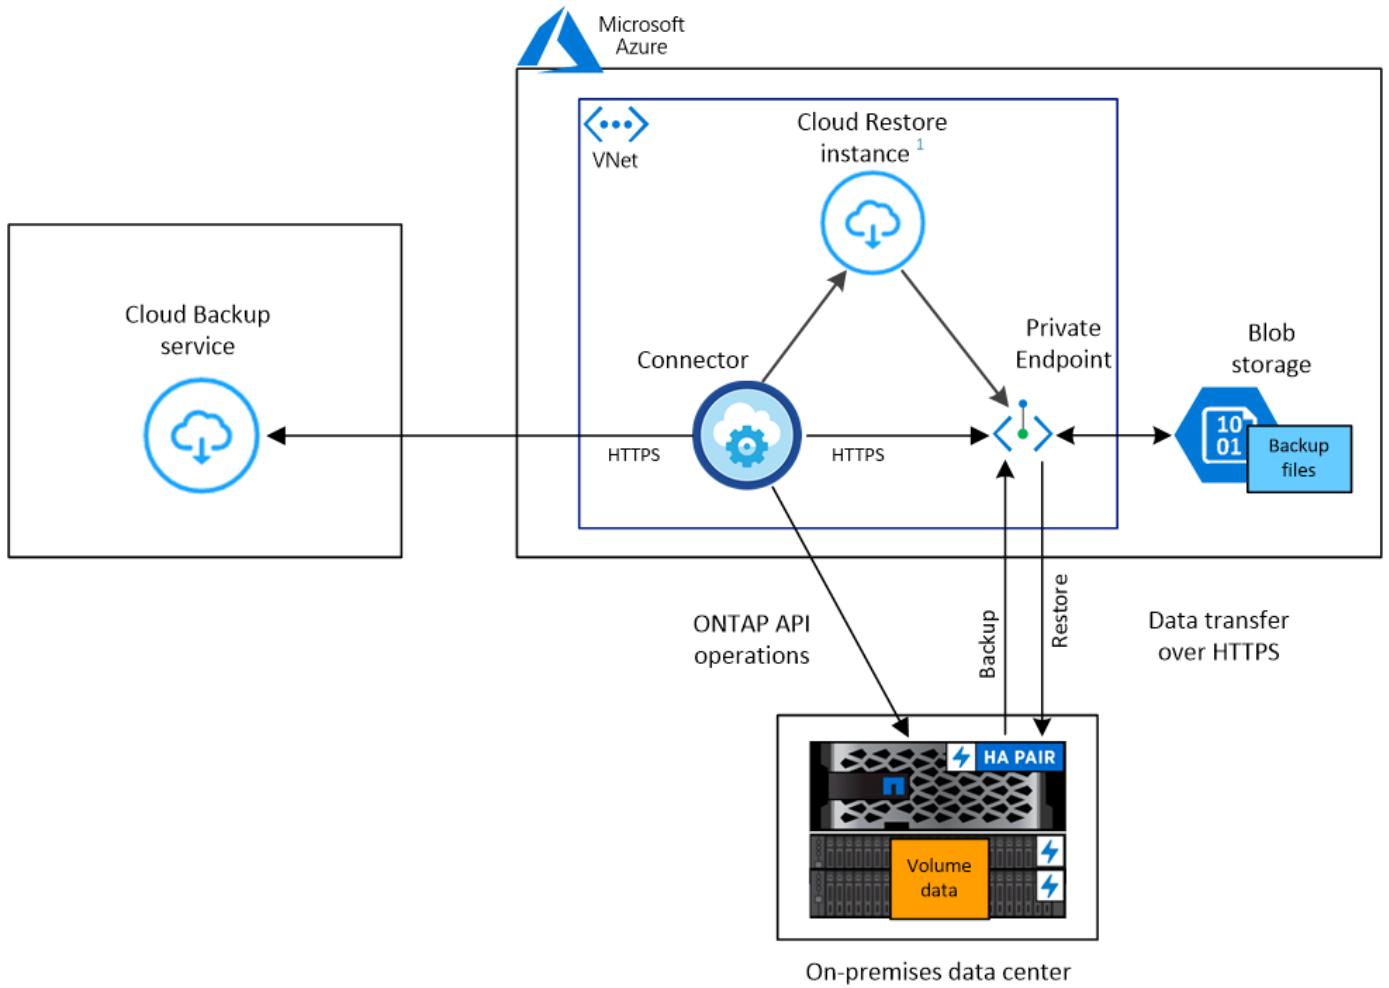 Microsoft
Azure
VNet
Cloud Restore
instance 1
Cloud Backup
service
Connector
Private
Endpoint
Blob
storage
10
01
Backup
files
HTTPS
HTTPS
ONTAP API
operations
Backup
Restore
Data transfer
over HTTPS
HA PAIR
Volume
data
On-premises data center